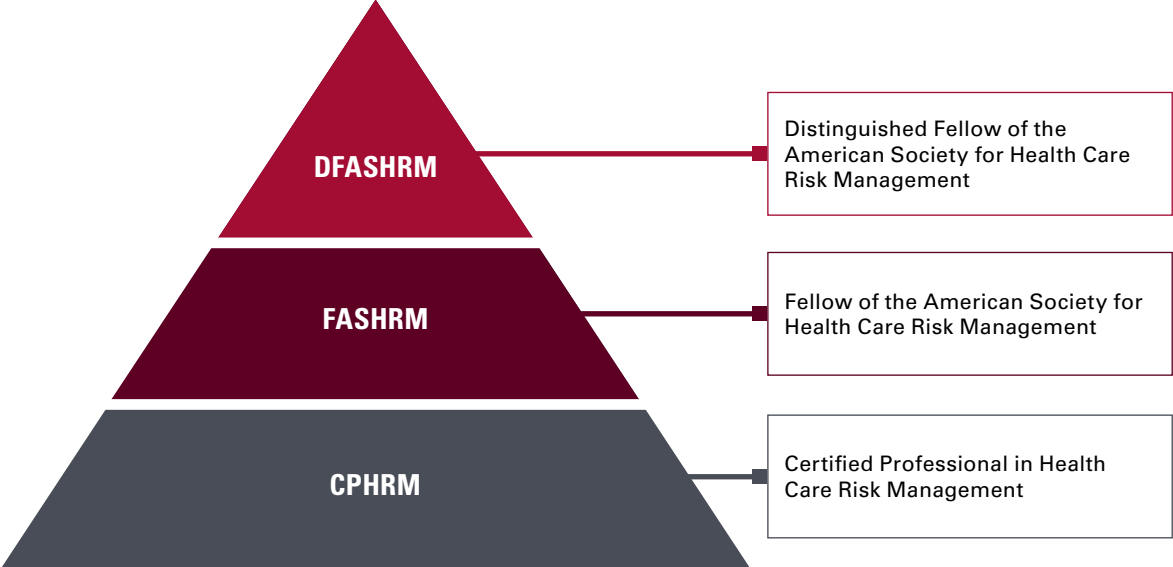 DFASHRM
Distinguished Fellow of the
American Society for Health Care
Risk Management
FASHRM
Fellow of the American Society for
Health Care Risk Management
CPHRM
Certified Professional in Health
Care Risk Management